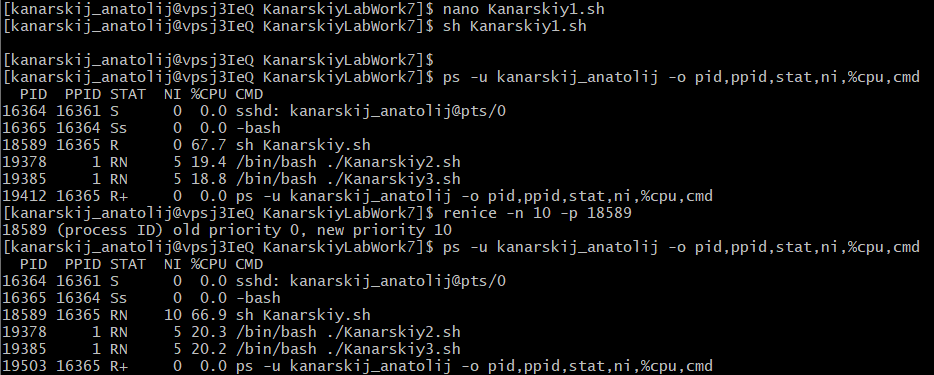 [kanarskij_anatolij@vpsj3IeQ KanarskiyLabWork7]$ nano Kanarskiy1.sh
[kanarskij_anatolij@vpsj3IeQ KanarskiyLabWork7]$ sh Kanarskiy1.sh
[kanarskij_anatolij@vpsj3IeQ KanarskiyLabWork7]$
[kanarskij_anatolij@vpsj3IeQ KanarskiyLabWork7]$ ps -u kanarskij_anatolij -o pid,ppid,stat,ni,%cpu,cmd
  PID  PPID STAT  NI %CPU CMD
16364 16361 S      0  0.0 sshd: kanarskij_anatolij@pts/0
16365 16364 Ss     0  0.0 -bash
18589 16365 R      0 67.7 sh Kanarskiy.sh
19378     1 RN     5 19.4 /bin/bash ./Kanarskiy2.sh
19385     1 RN     5 18.8 /bin/bash ./Kanarskiy3.sh
19412 16365 R+     0  0.0 ps -u kanarskij_anatolij -o pid,ppid,stat,ni,%cpu,cmd
[kanarskij_anatolij@vpsj3IeQ KanarskiyLabWork7]$ renice -n 10 -p 18589
18589 (process ID) old priority 0, new priority 10
[kanarskij_anatolij@vpsj3IeQ KanarskiyLabWork7]$ ps -u kanarskij_anatolij -o pid,ppid,stat,ni,%cpu,cmd
  PID  PPID STAT  NI %CPU CMD
16364 16361 S      0  0.0 sshd: kanarskij_anatolij@pts/0
16365 16364 Ss     0  0.0 -bash
18589 16365 RN    10 66.9 sh Kanarskiy.sh
19378     1 RN     5 20.3 /bin/bash ./Kanarskiy2.sh
19385     1 RN     5 20.2 /bin/bash ./Kanarskiy3.sh
19503 16365 R+     0  0.0 ps -u kanarskij_anatolij -o pid,ppid,stat,ni,%cpu,cmd